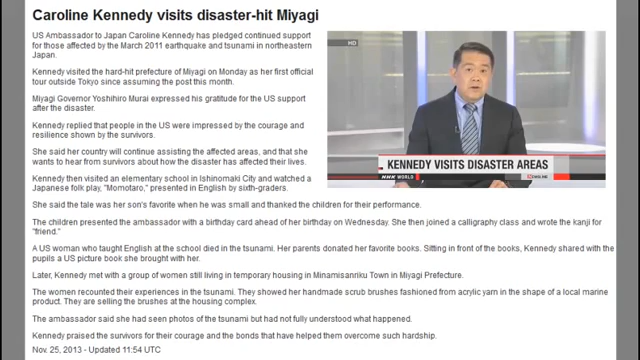 Caroline Kennedy visits disaster-hit Miyagi
US Ambassador to Japan Caroline Kennedy has pledged continued support
for those affected by the March 2011 earthquake and tsunami in northeastern
Japan.
Kennedy visited the hard-hit prefecture of Miyagi on Monday as her first official
tour outside Tokyo since assuming the post this month.
Miyagi Governor Yoshihiro Murai expressed his gratitude for the US support
after the disaster.
Kennedy replied that people in the US were impressed by the courage and
resilience shown by the survivors.
She said her country will continue assisting the affected areas, and that she
wants to hear from survivors about how the disaster has affected their lives.
Kennedy then visited an elementary school in Ishinomaki City and watched a
Japanese folk play, "Momotaro," presented in English by sixth-graders.
She said the tale was her son's favorite when he was small and thanked the children for their performance.
The children presented the ambassador with a birthday card ahead of her birthday on Wednesday. She then joined a calligraphy class and wrote the kanji for
"friend."
A US woman who taught English at the school died in the tsunami. Her parents donated her favorite books. Sitting in front of the books, Kennedy shared with the
pupils a US picture book she brought with her.
Later, Kennedy met with a group of women still living in temporary housing in Minamisanriku Town in Miyagi Prefecture.
The women recounted their experiences in the tsunami. They showed her handmade scrub brushes fashioned from acrylic yarn in the shape of a local marine
product. They are selling the brushes at the housing complex.
The ambassador said she had seen photos of the tsunami but had not fully understood what happened.
Kennedy praised the survivors for their courage and the bonds that have helped them overcome such hardship.
Nov. 25, 2013 - Updated 11:54 UTC
HD
KENNEDY VISITS DISASTER AREAS
NHK WORLD
NEWSLINE